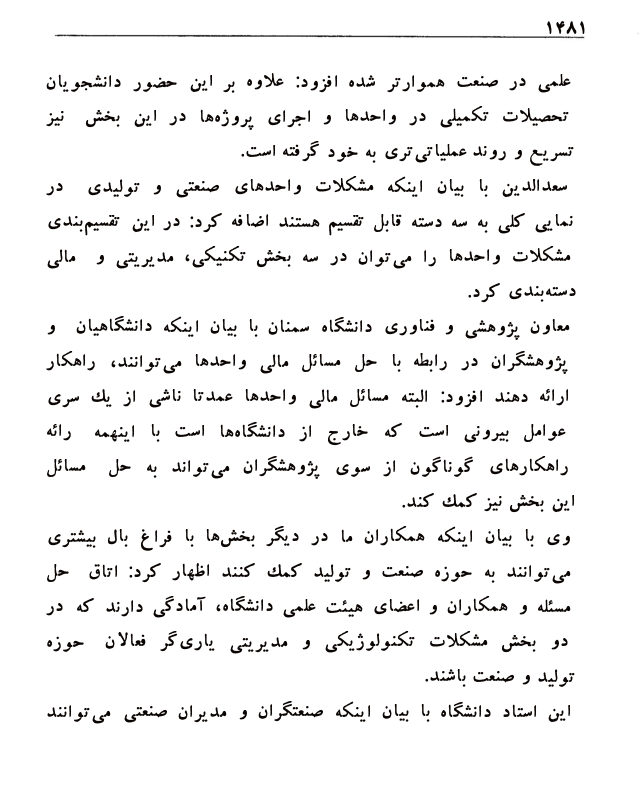 ۱۴۸۱
علمی در صنعت هموارتر شده افزود: علاوه بر این حضور دانشجویان
تحصیلات تکمیلی در واحدها و اجرای پروژه‌ها در این بخش نیز
تسریع و روند عملیاتی‌تری به خود گرفته است.
سعدالدین با بیان اینکه مشکلات واحدهای صنعتی و تولیدی در
نمایی کلی به سه دسته قابل تقسیم هستند اضافه کرد: در این تقسیم‌بندی
مشکلات واحدها را می‌توان در سه بخش تکنیکی، مدیریتی و مالی
دسته‌بندی کرد.
معاون پژوهشی و فناوری دانشگاه سمنان با بیان اینکه دانشگاهیان و
پژوهشگران در رابطه با حل مسائل مالی واحدها می‌توانند، راهکار
ارائه دهند افزود: البته مسائل مالی واحدها عمدتا ناشی از یك سری
عوامل بیرونی است که خارج از دانشگاه‌ها است با اینهمه رائه
راهکارهای گوناگون از سوی پژوهشگران می‌تواند به حل مسائل
این بخش نیز کمك کند.
وی با بیان اینکه همکاران ما در دیگر بخش‌ها با فراغ بال بیشتری
می‌توانند به حوزه صنعت و تولید کمك کنند اظهار کرد: اتاق حل
مسئله و همکاران و اعضای هیئت علمی دانشگاه، آمادگی دارند که در
دو بخش مشکلات تکنولوژیکی و مدیریتی یاری‌گر فعالان حوزه
تولید و صنعت باشند.
این استاد دانشگاه با بیان اینکه صنعتگران و مدیران صنعتی می‌توانند